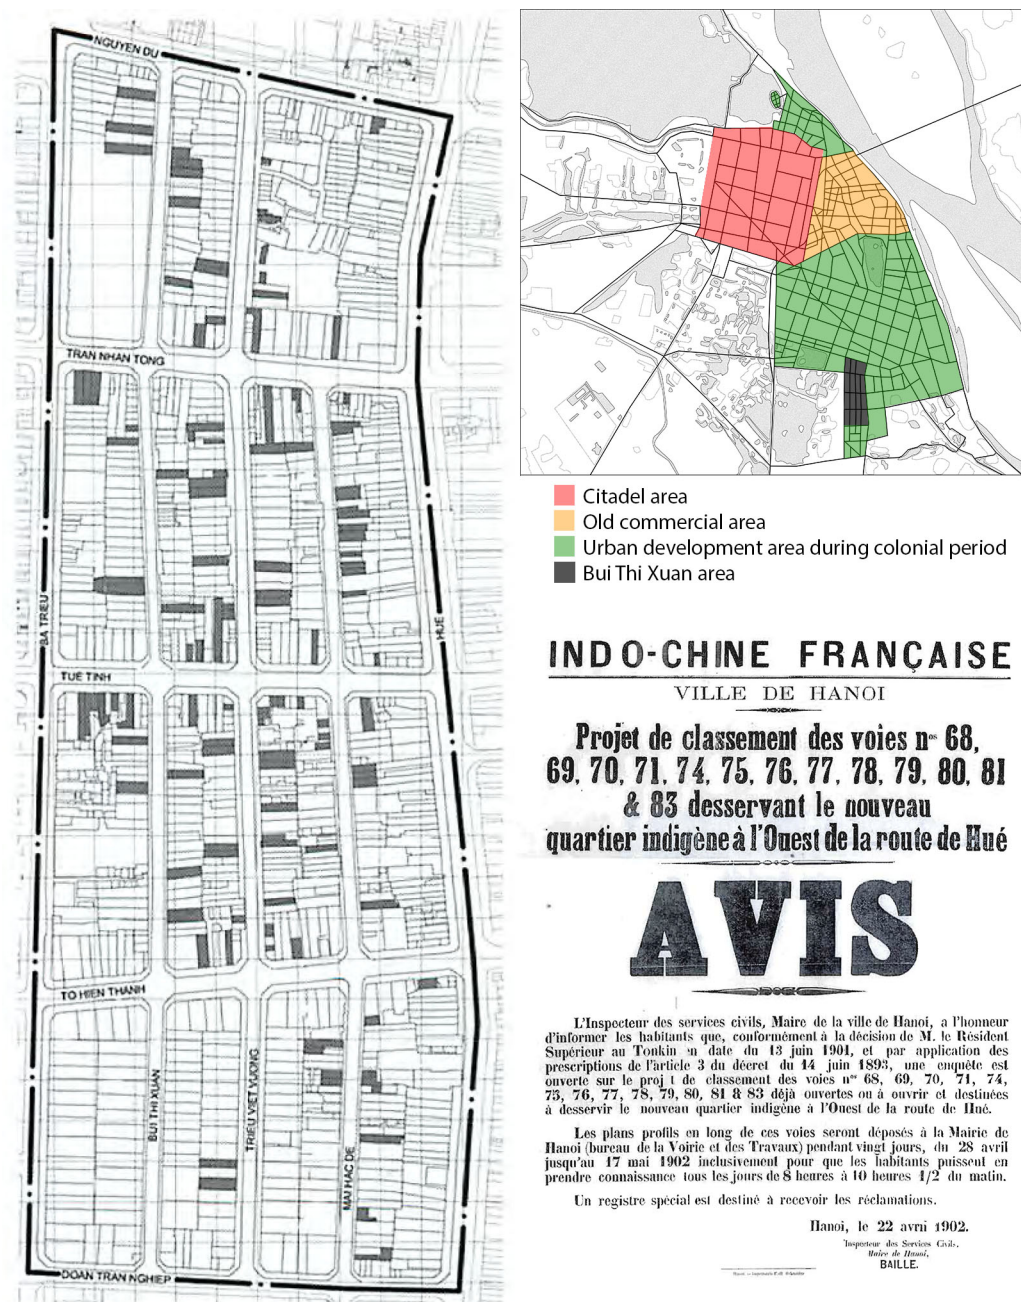 NGUYEN DU
TRAN NHAN TONG
BA TRIEU
HUE
TUE TINH
TO HIEN THANH
BUI THI XUAN
TRIEU VIET VUONG
MAI HAC DE
DOAN TRAN NGHIEP
Citadel area
Old commercial area
Urban development area during colonial period
Bui Thi Xuan area
INDO-CHINE FRANÇAISE
VILLE DE HANOI
Projet de classement des voies nos 68,
69, 70, 71, 74, 75, 76, 77, 78, 79, 80, 81
& 83 desservant le nouveau
quartier indigène à l'Ouest de la route de Hué
AVIS
L'Inspecteur des services civils, Maire de la ville de Hanoi, a l'honneur
d'informer les habitants que, conformément à la décision de M. le Résident
Supérieur au Tonkin en date du 13 juin 1901, et par application des
prescriptions de l'article 3 du décret du 14 juin 1893, une enquête est
ouverte sur le proj t de classement des voies nos 68, 69, 70, 71, 74,
75, 76, 77, 78, 79, 80, 81 & 83 déjà ouvertes ou à ouvrir et destinées
à desservir le nouveau quartier indigène à l'Ouest de la route de Hué.
Les plans profils en long de ces voies seront déposés à la Mairie de
Hanoi (bureau de la Voirie et des Travaux) pendant vingt jours, du 28 avril
jusqu'au 17 mai 1902 inclusivement pour que les habitants puissent en
prendre connaissance tous les jours de 8 heures à 10 heures 1/2 du matin.
Un registre spécial est destiné à recevoir les réclamations.
Hanoi, le 22 avril 1902.
Inspecteur des Services Civils,
Maire de Hanoi,
BAILLE.